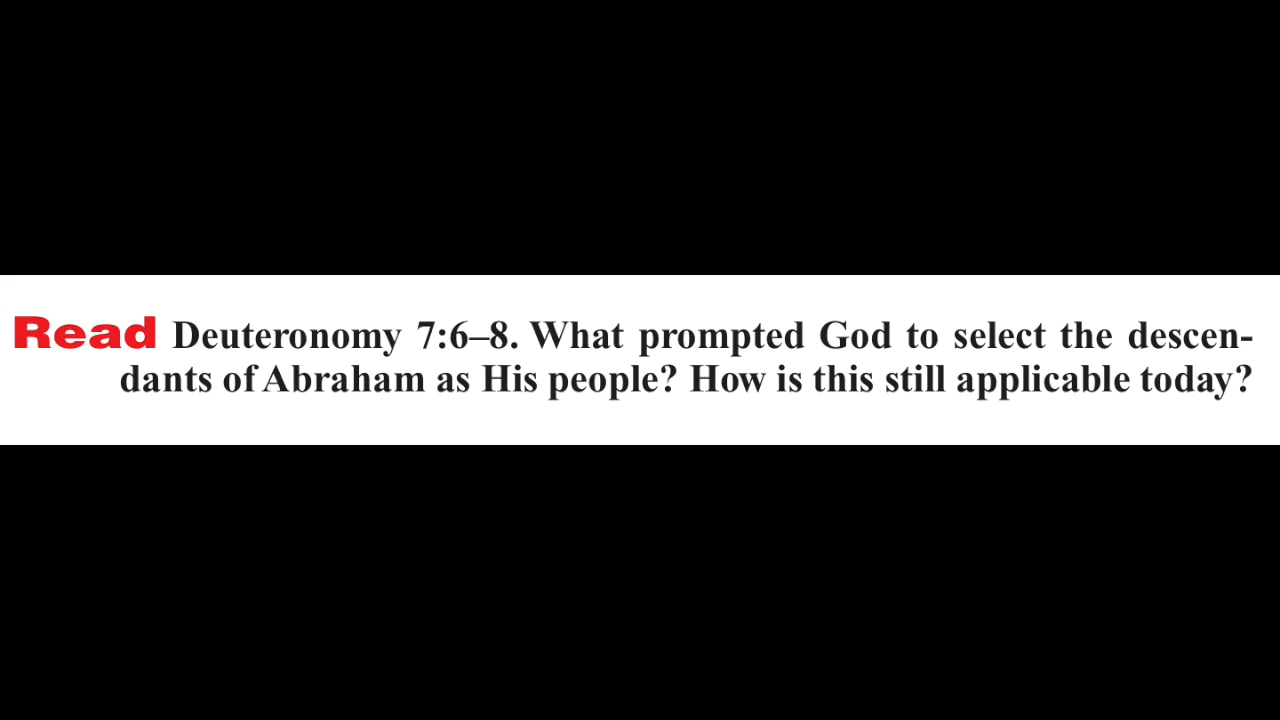 Read Deuteronomy 7:6–8. What prompted God to select the descen-
dants of Abraham as His people? How is this still applicable today?